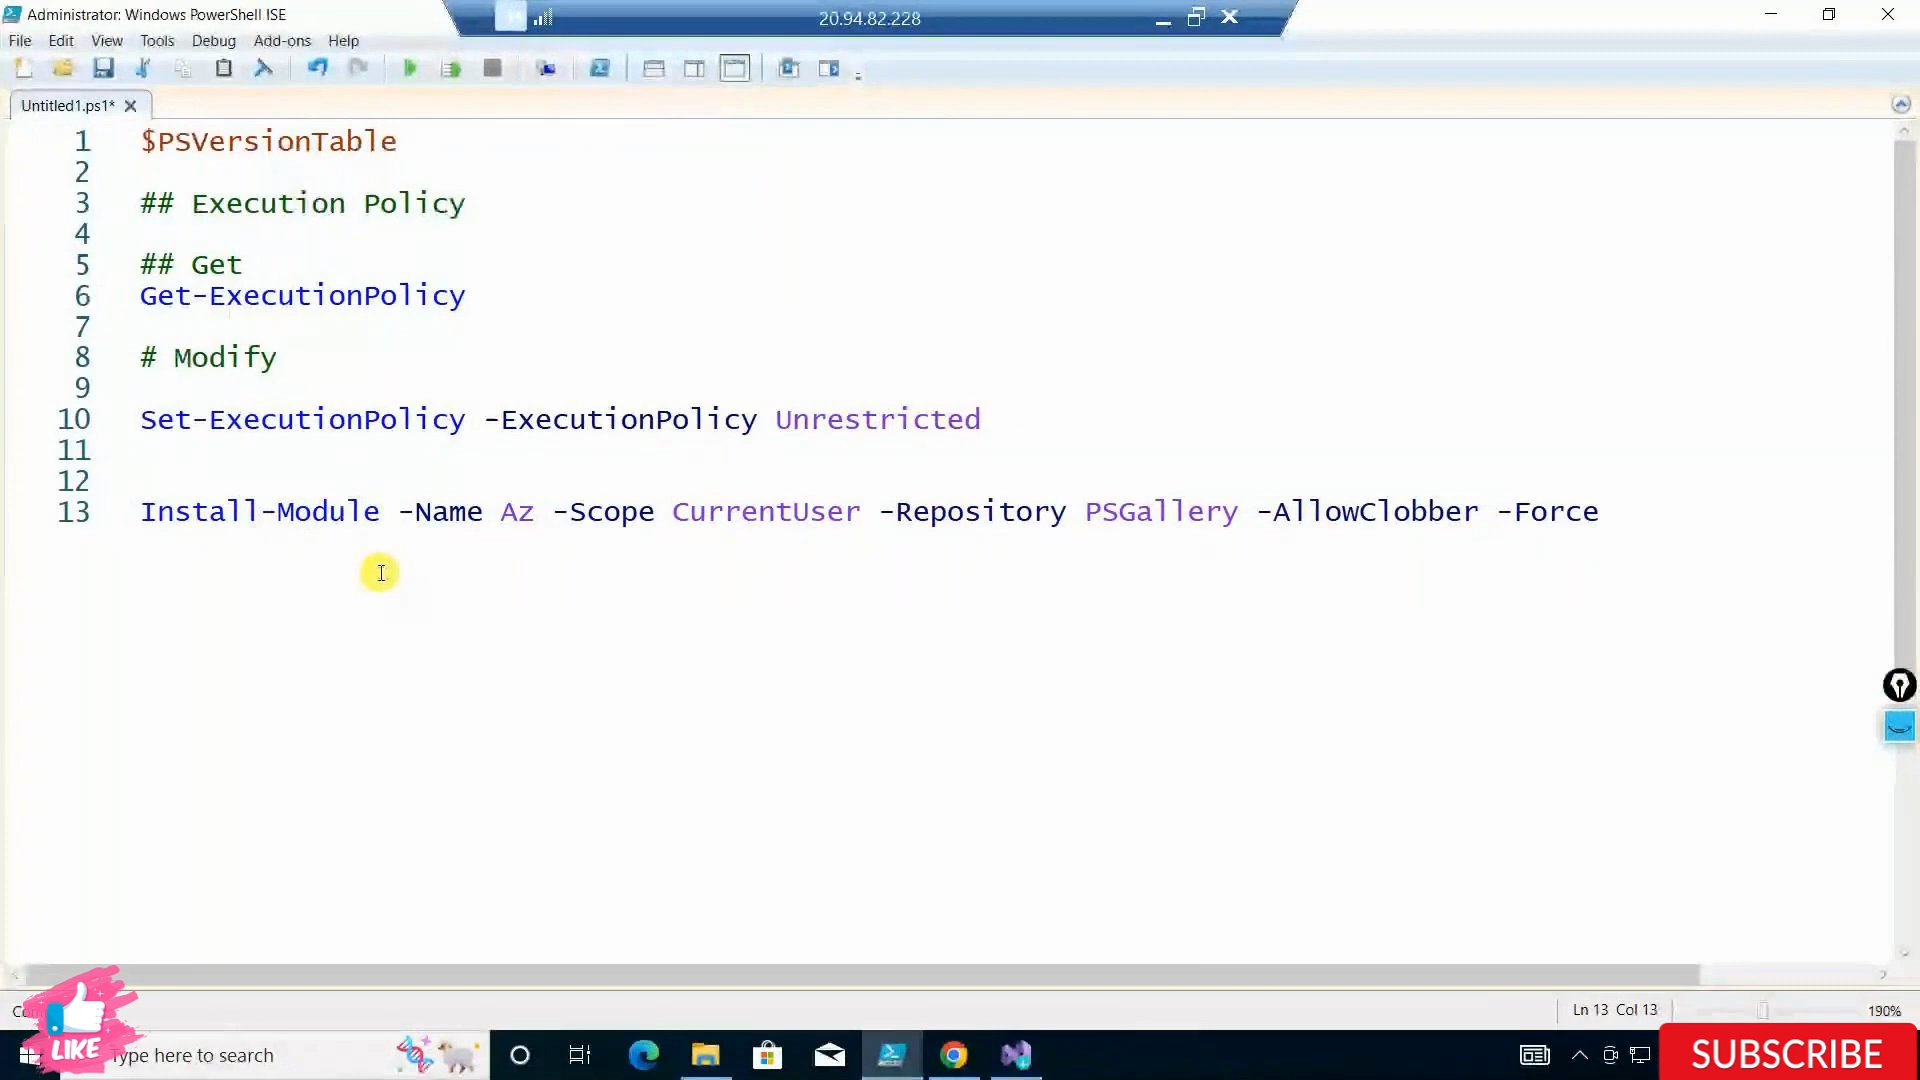 Administrator: Windows PowerShell ISE
20.94.82.228
File Edit View Tools Debug Add-ons Help
Untitled1.ps1*
1 $PSVersionTable
2
3 ## Execution Policy
4
5 ## Get
6 Get-ExecutionPolicy
7
8 # Modify
9
10 Set-ExecutionPolicy -ExecutionPolicy Unrestricted
11
12
13 Install-Module -Name Az -Scope CurrentUser -Repository PSGallery -AllowClobber -Force
Ln 13 Col 13
190%
LIKE
Type here to search
SUBSCRIBE